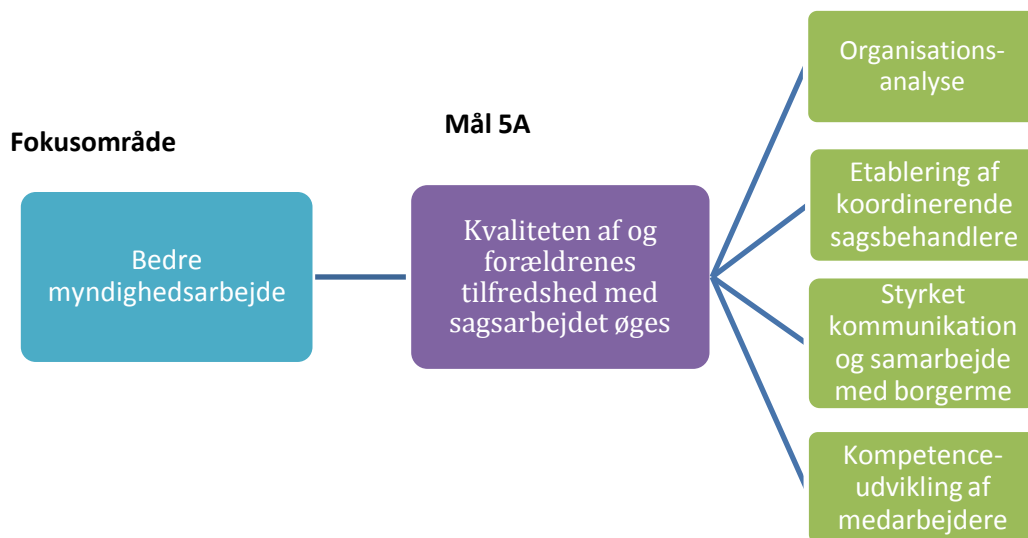 Fokusområde
Bedre
myndighedsarbejde
Mål 5A
Kvaliteten af og
forældrenes
tilfredshed med
sagsarbejdet øges
Organisations-
analyse
Etablering af
koordinerende
sagsbehandlere
Styrket
kommunikation
og samarbejde
med borgerme
Kompetence-
udvikling af
medarbejdere